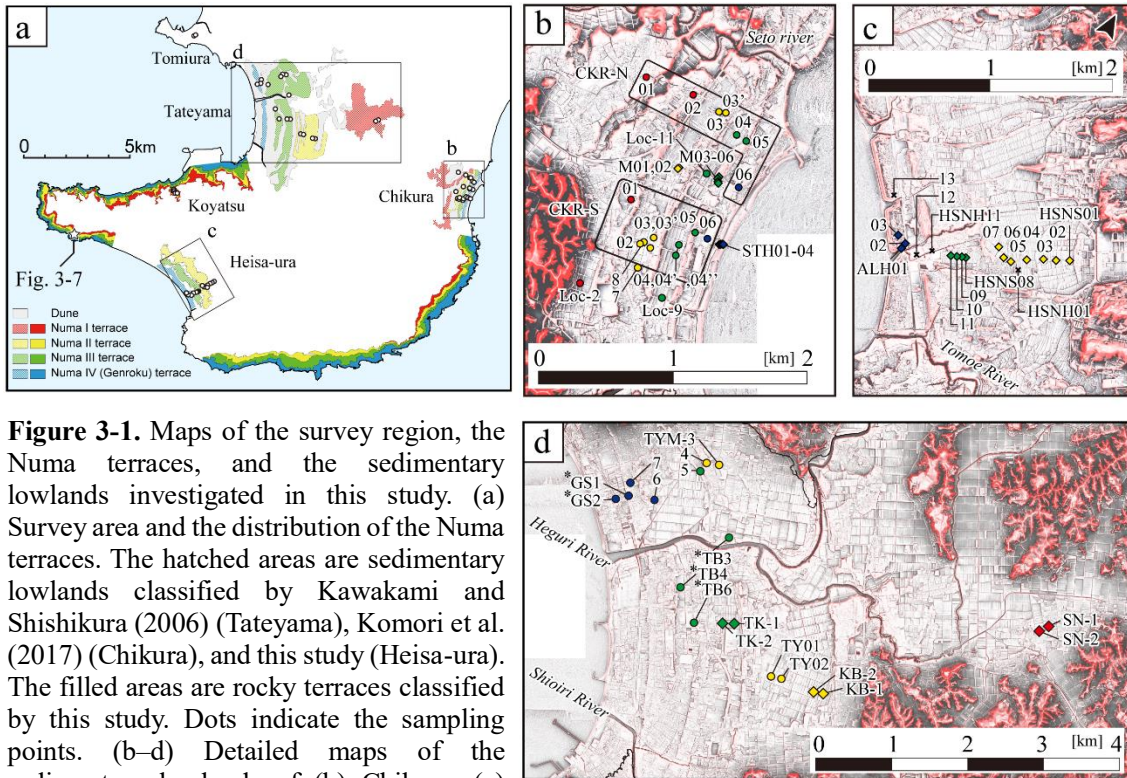 a
Tomiura
d
Tateyama
0
5km
b
Koyatsu
Chikura
c
Heisa-ura
Fig. 3-7
Dune
Numa I terrace
Numa II terrace
Numa III terrace
Numa IV (Genroku) terrace
b
Seto river
CKR-N
01
02
03'
03
04
Loc-11
05
M03-06
M01,02
06
01
CKR-S
03,03'
05
06
02
STH01-04
8
7
04,04'
,04''
Loc-2
Loc-9
0 1 [km] 2
c
0 1 [km] 2
13
12
HSNH11
HSNS01
03
07
06
04
02
02
05
03
ALH01
HSNS08
09
HSNH01
10
11
Tomoe River
Figure 3-1. Maps of the survey region, the
Numa terraces, and the sedimentary
lowlands investigated in this study. (a)
Survey area and the distribution of the Numa
terraces. The hatched areas are sedimentary
lowlands classified by Kawakami and
Shishikura (2006) (Tateyama), Komori et al.
(2017) (Chikura), and this study (Heisa-ura).
The filled areas are rocky terraces classified
by this study. Dots indicate the sampling
points. (b–d) Detailed maps of the
d
TYM-3
4
5
7
*GS1
6
*GS2
Heguri River
*TB3
*TB4
*TB6
TK-1
TK-2
SN-1
SN-2
TY01
TY02
KB-2
KB-1
Shioiri River
0 1 2 3 [km] 4